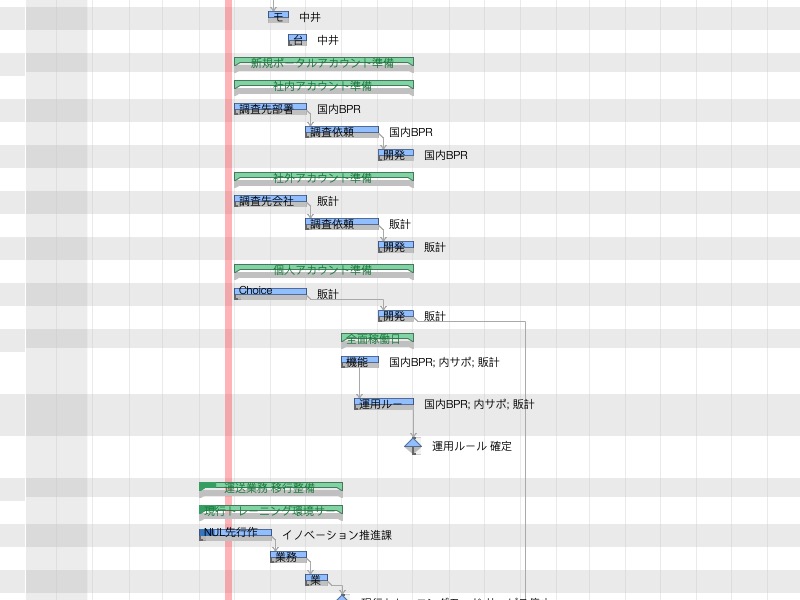 モ 中井
台 中井
新規ポータルアカウント準備
社内アカウント準備
調査先部署 国内BPR
調査依頼 国内BPR
開発 国内BPR
社外アカウント準備
調査先会社 販計
調査依頼 販計
開発 販計
個人アカウント準備
Choice 販計
開発 販計
全面稼働日
機能 国内BPR; 内サポ; 販計
運用ルー 国内BPR; 内サポ; 販計
運用ルール 確定
運送業務 移行整備
現行トレーニング環境サー
NUL先行作 イノベーション推進課
業務
業